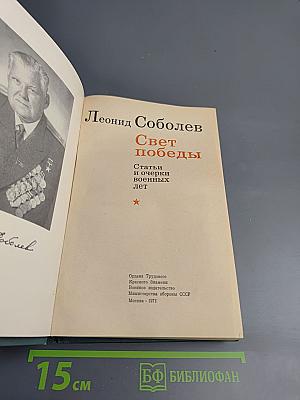 Леонид Соболев
Свет
победы
Статьи
и очерки
военных
лет
Ордена Трудового
Красного Знамени
Военное издательство
Министерства обороны СССР
Москва—1973
15 см
БФ БИБЛИОФАН